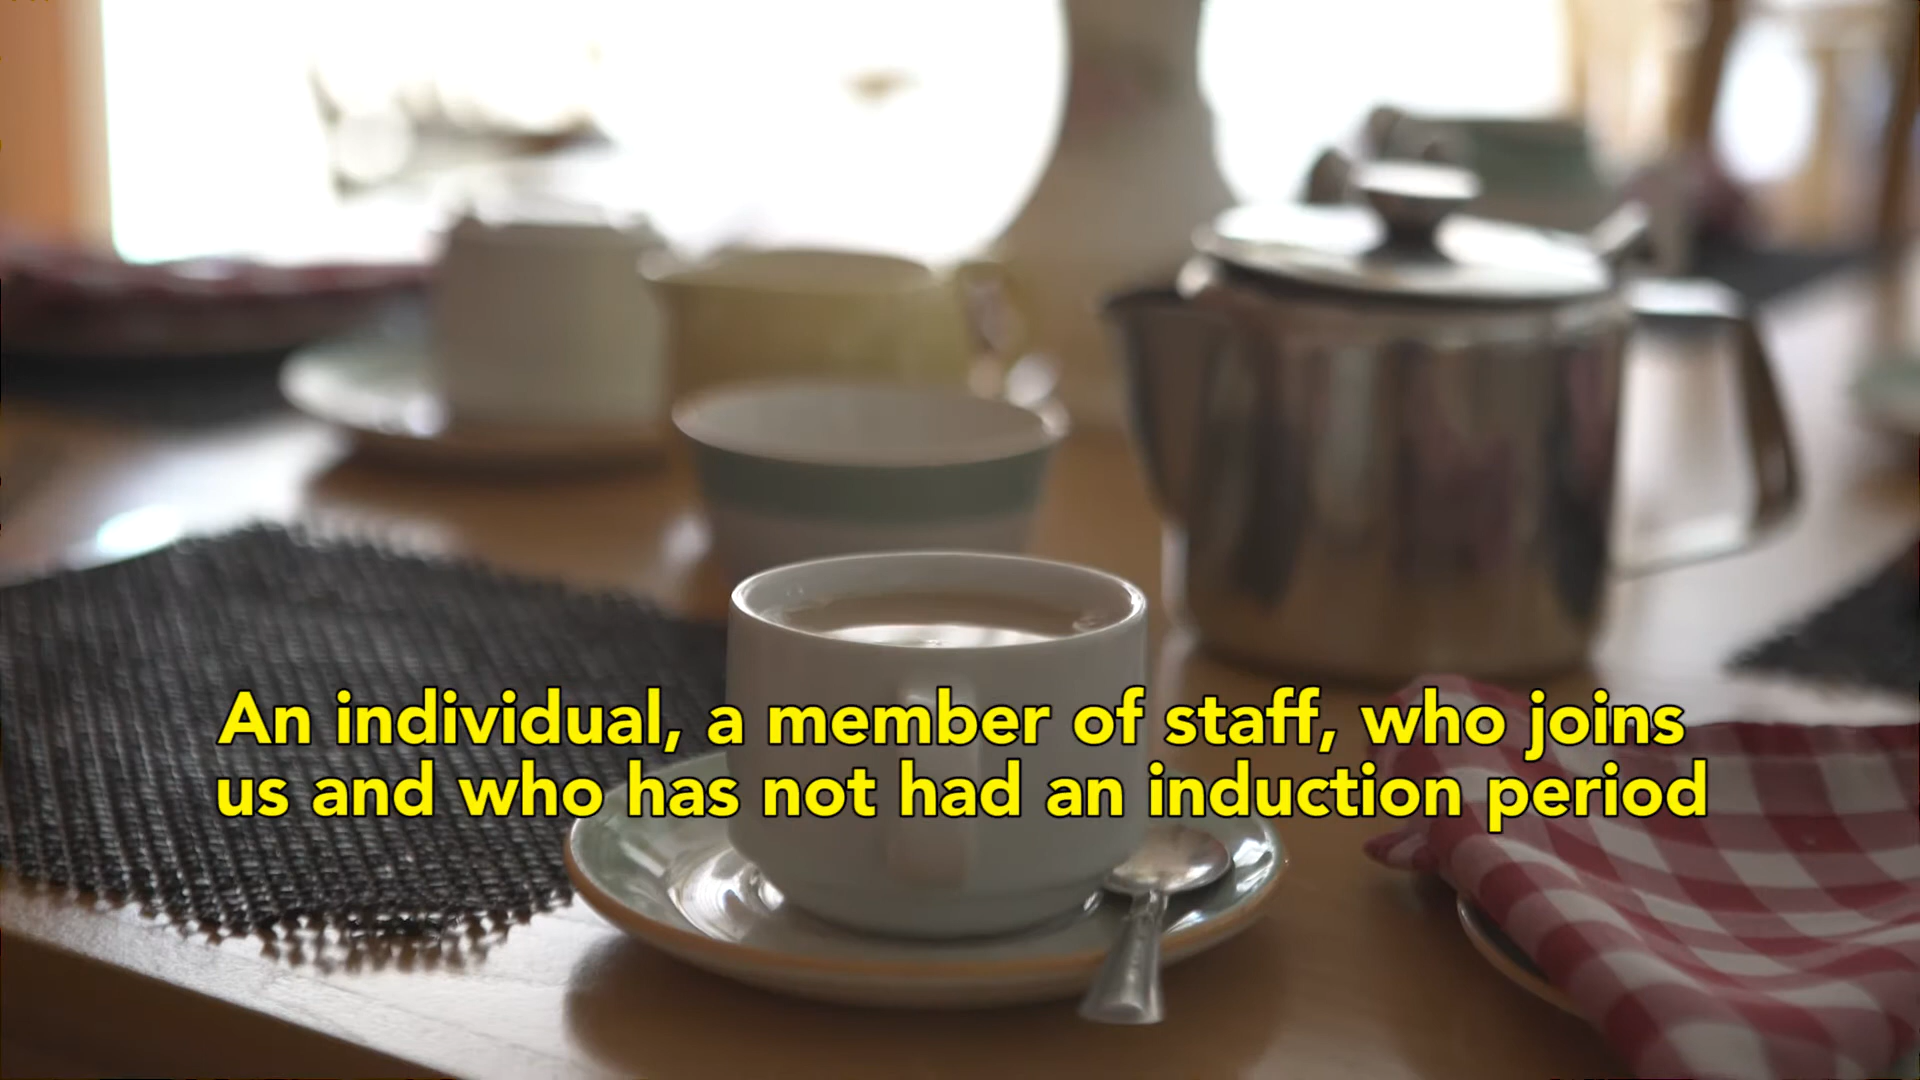 An individual, a member of staff, who joins
us and who has not had an induction period